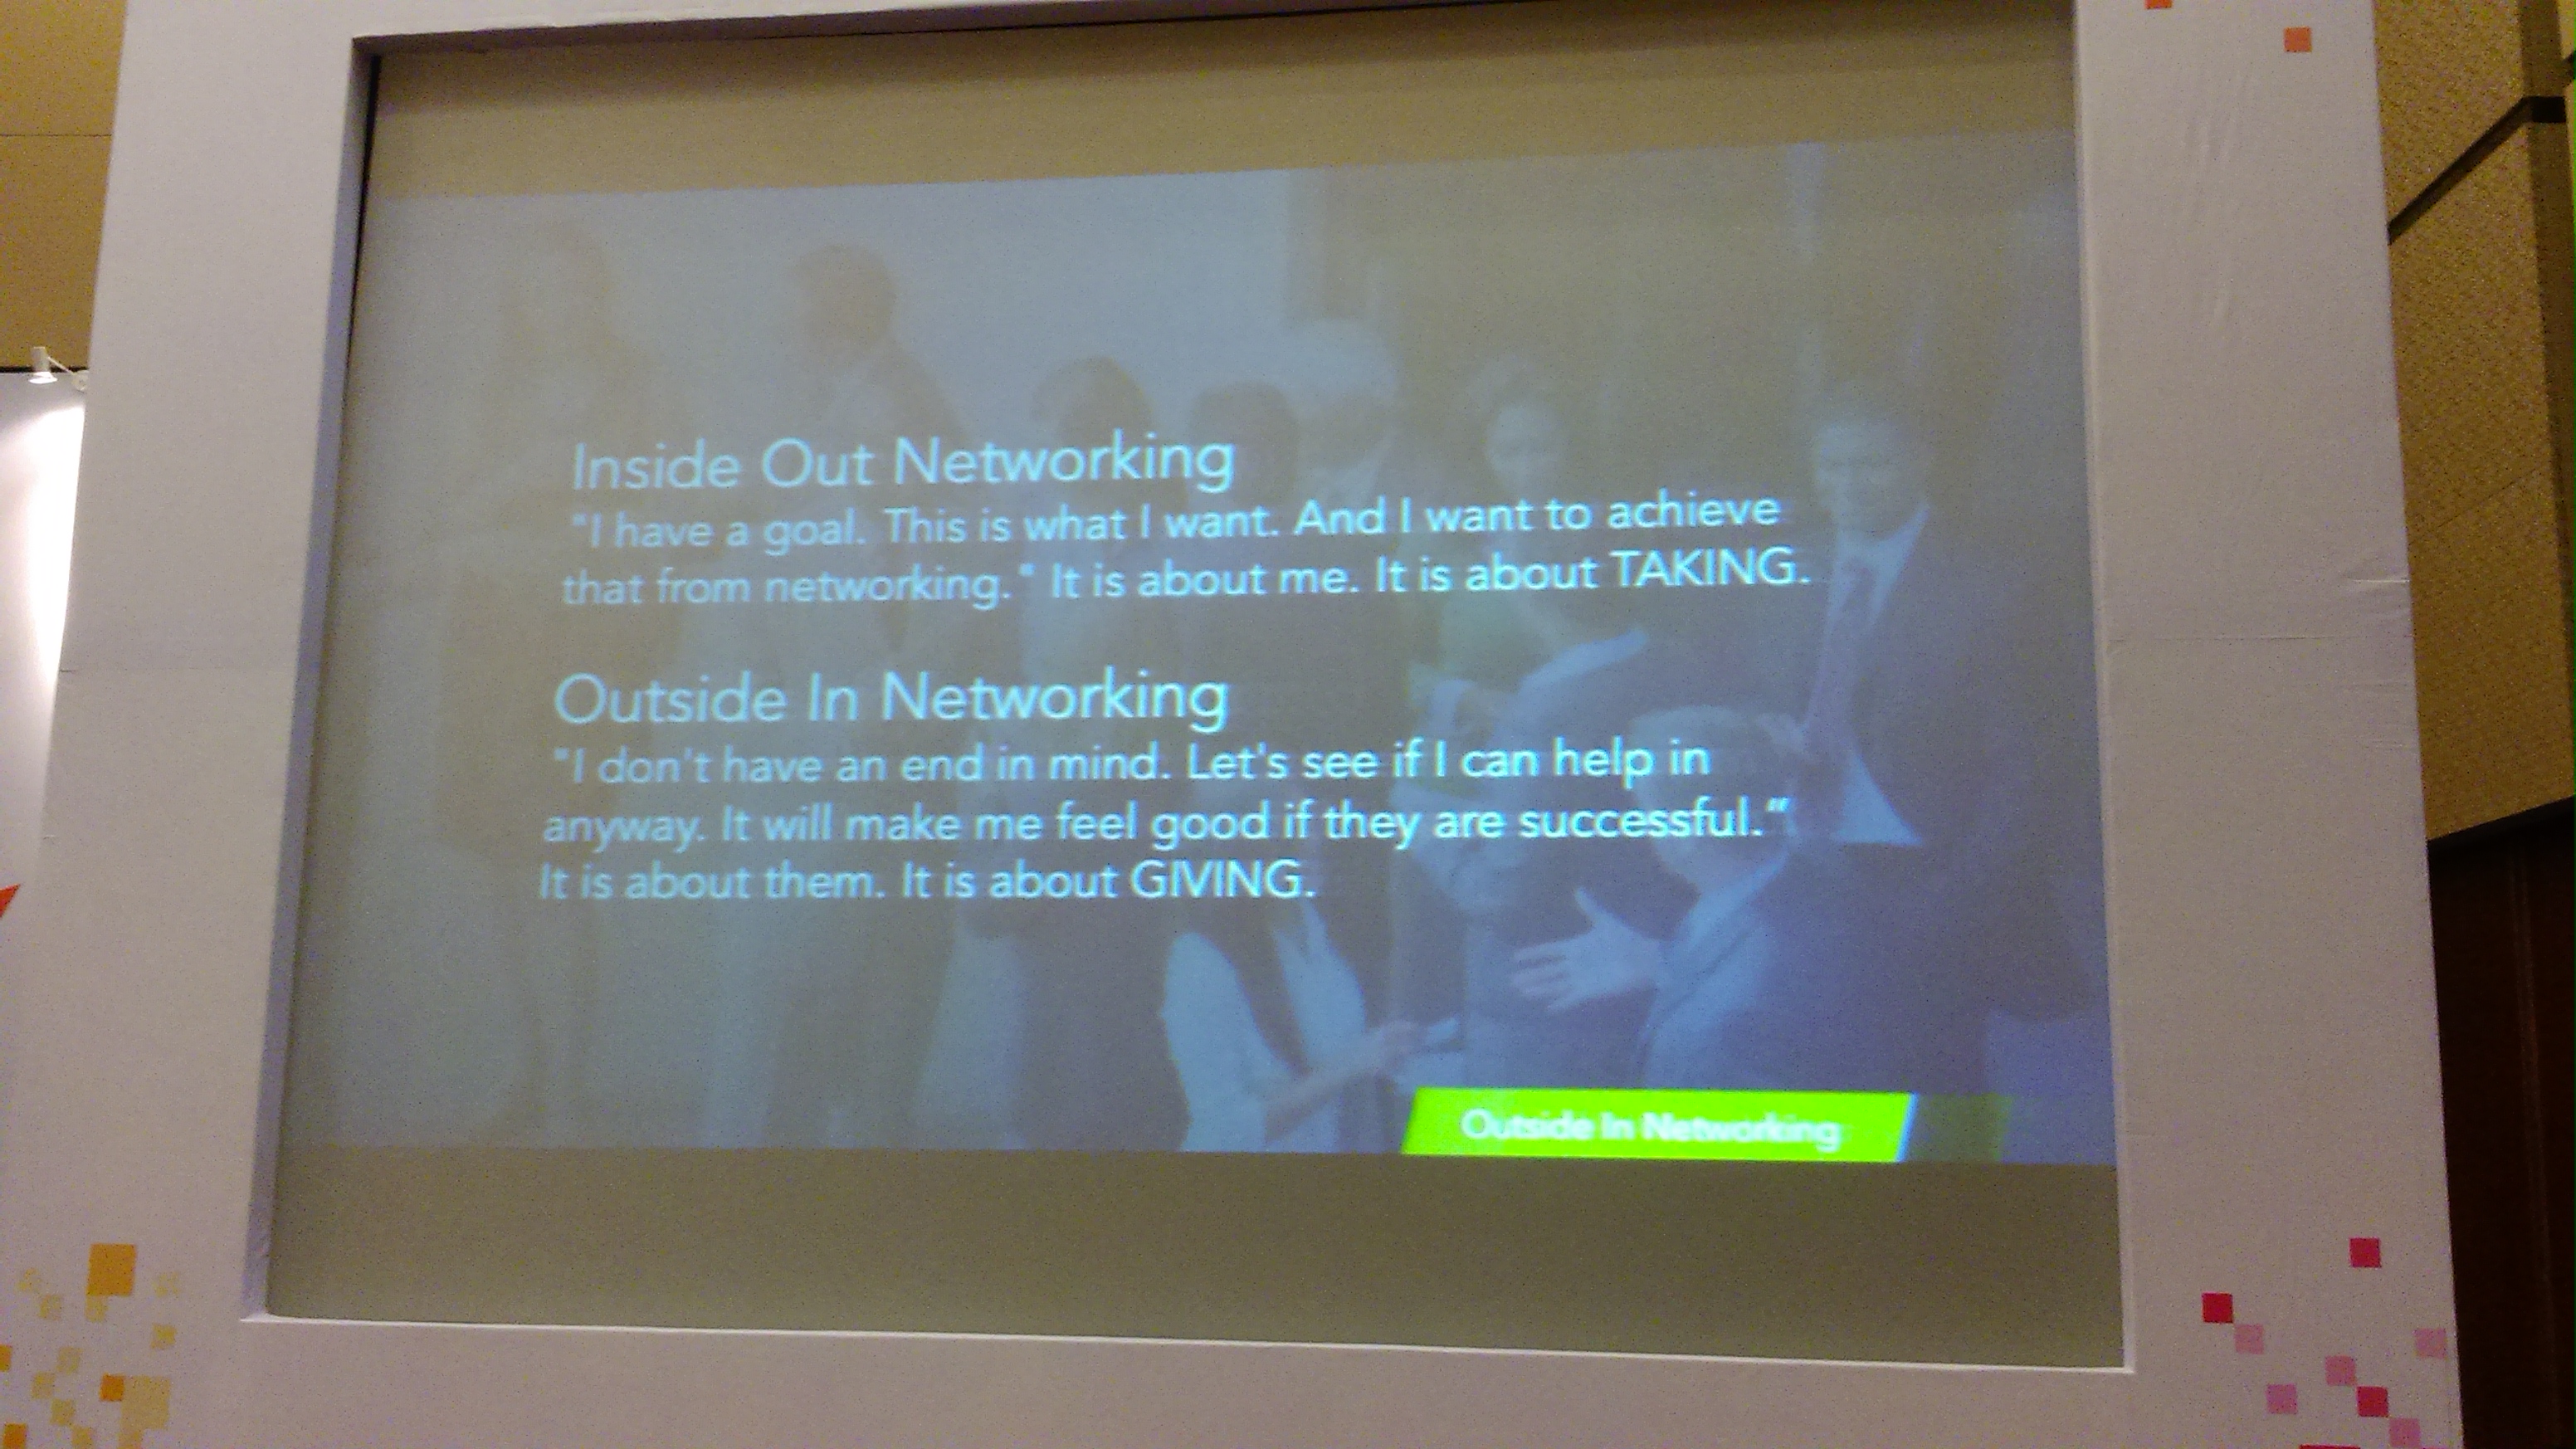 Inside Out Networking
"I have a goal. This is what I want. And I want to achieve
that from networking." It is about me. It is about TAKING.
Outside In Networking
"I don't have an end in mind. Let's see if I can help in
anyway. It will make me feel good if they are successful."
It is about them. It is about GIVING.
Outside In Networking